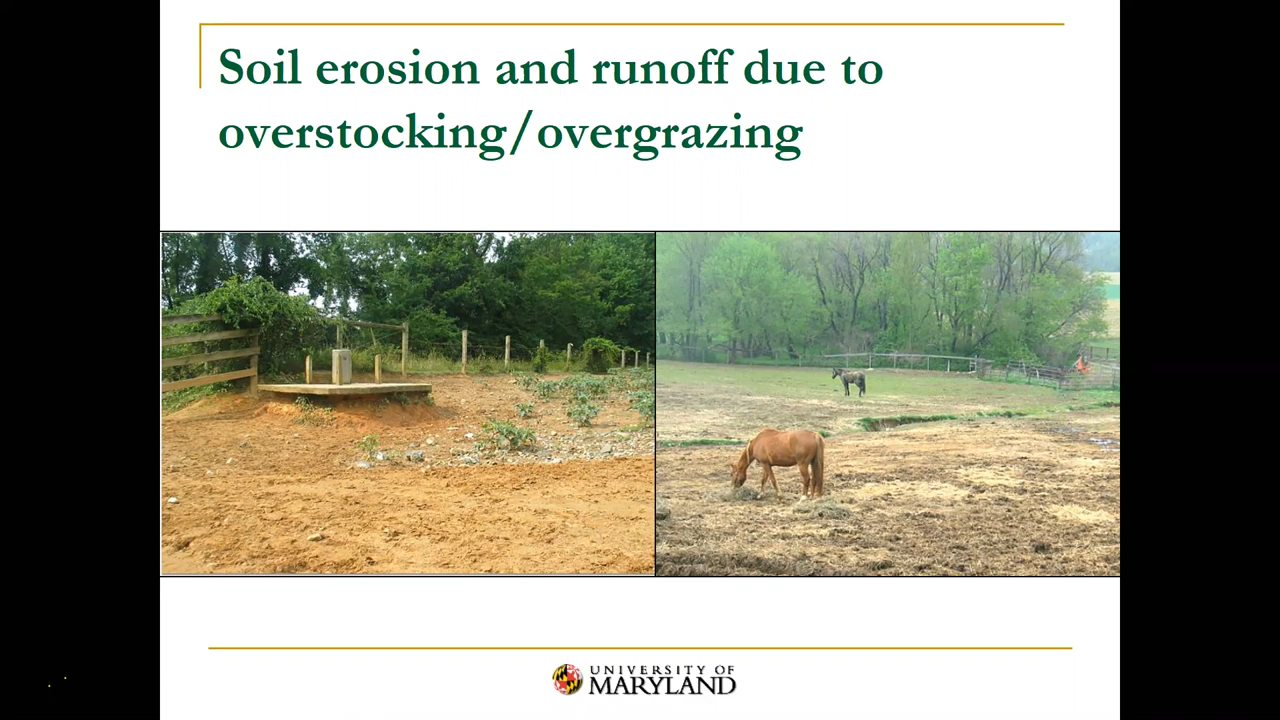 Soil erosion and runoff due to
overstocking/overgrazing
UNIVERSITY OF
MARYLAND